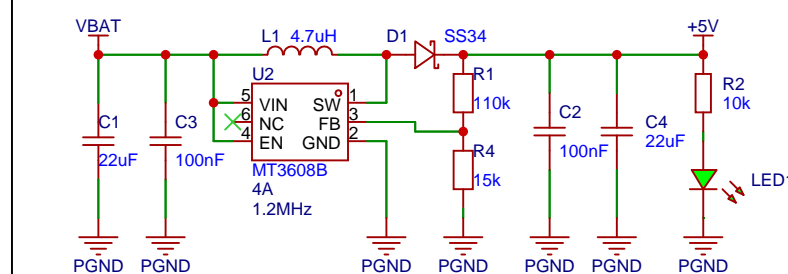 VBAT
L1 4.7uH
D1 SS34
+5V
U2
R1
110k
R2
10k
5 VIN SW 1
6 NC FB 3
4 EN GND 2
C1
22uF
C3
100nF
C2
100nF
C4
22uF
R4
15k
MT3608B
4A
1.2MHz
LED1
PGND PGND PGND PGND PGND PGND PGND